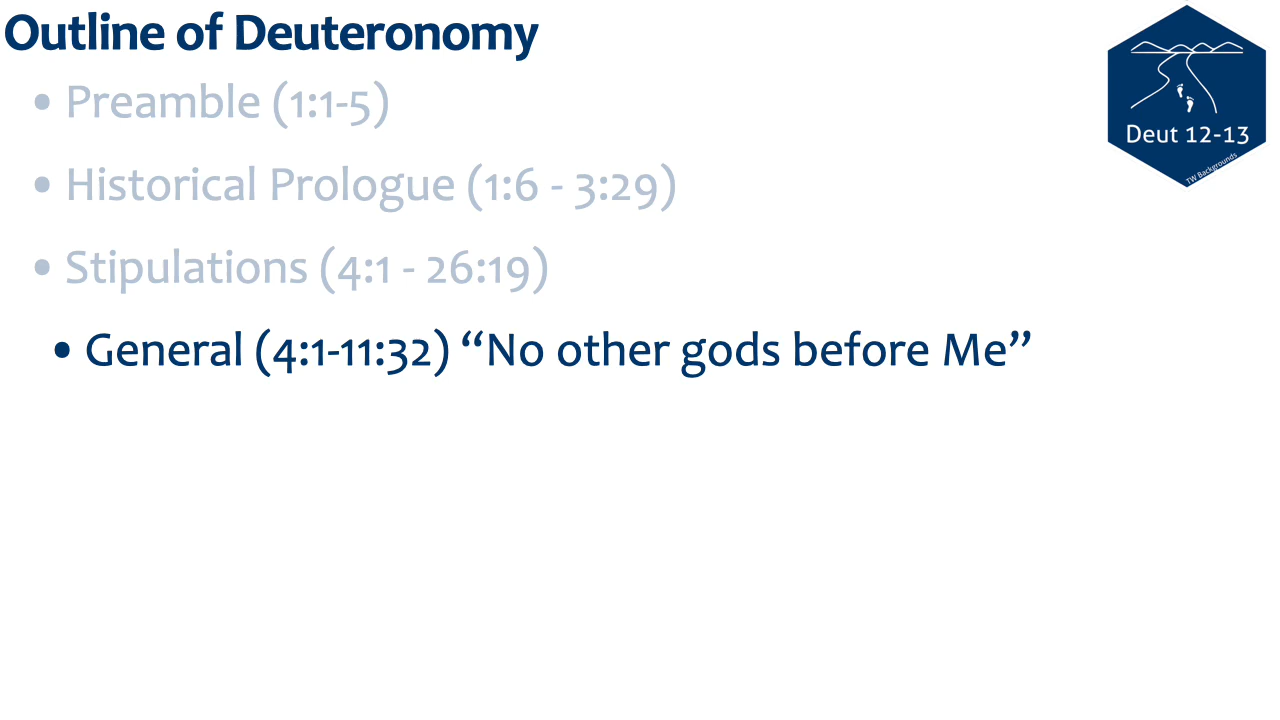 Outline of Deuteronomy
• Preamble (1:1-5)
• Historical Prologue (1:6 - 3:29)
• Stipulations (4:1 - 26:19)
• General (4:1-11:32) “No other gods before Me”
Deut 12-13
TW Backgrounds